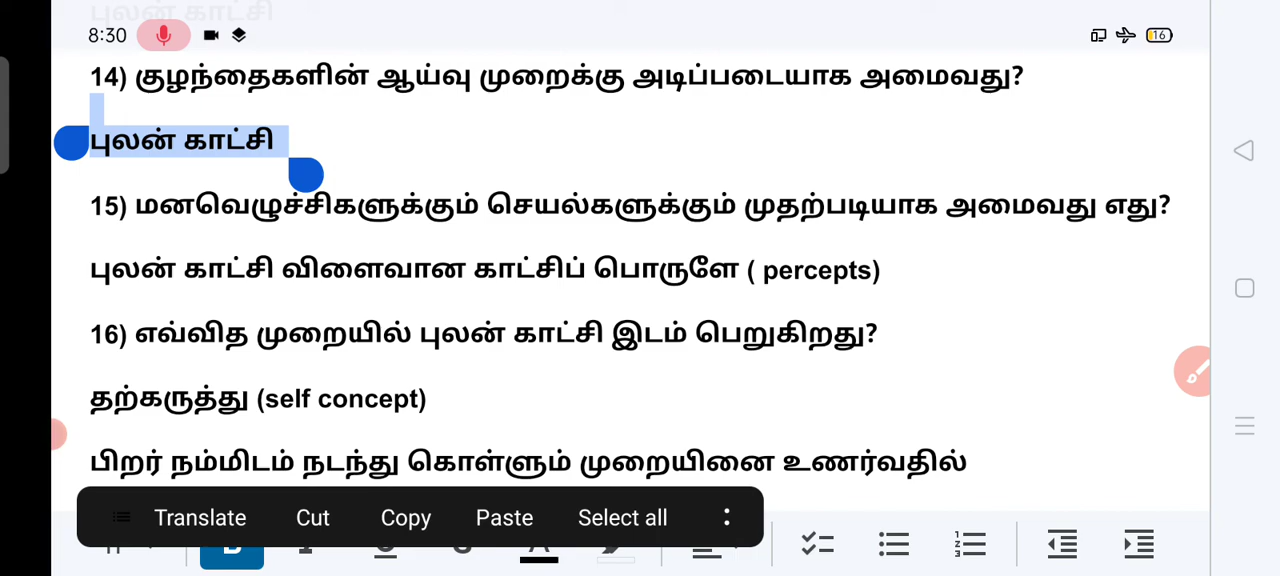 புலன் காட்சி
8:30
16
14) குழந்தைகளின் ஆய்வு முறைக்கு அடிப்படையாக அமைவது?
புலன் காட்சி
15) மனவெழுச்சிகளுக்கும் செயல்களுக்கும் முதற்படியாக அமைவது எது?
புலன் காட்சி விளைவான காட்சிப் பொருளே ( percepts)
16) எவ்வித முறையில் புலன் காட்சி இடம் பெறுகிறது?
தற்கருத்து (self concept)
பிறர் நம்மிடம் நடந்து கொள்ளும் முறையினை உணர்வதில்
Translate Cut Copy Paste Select all